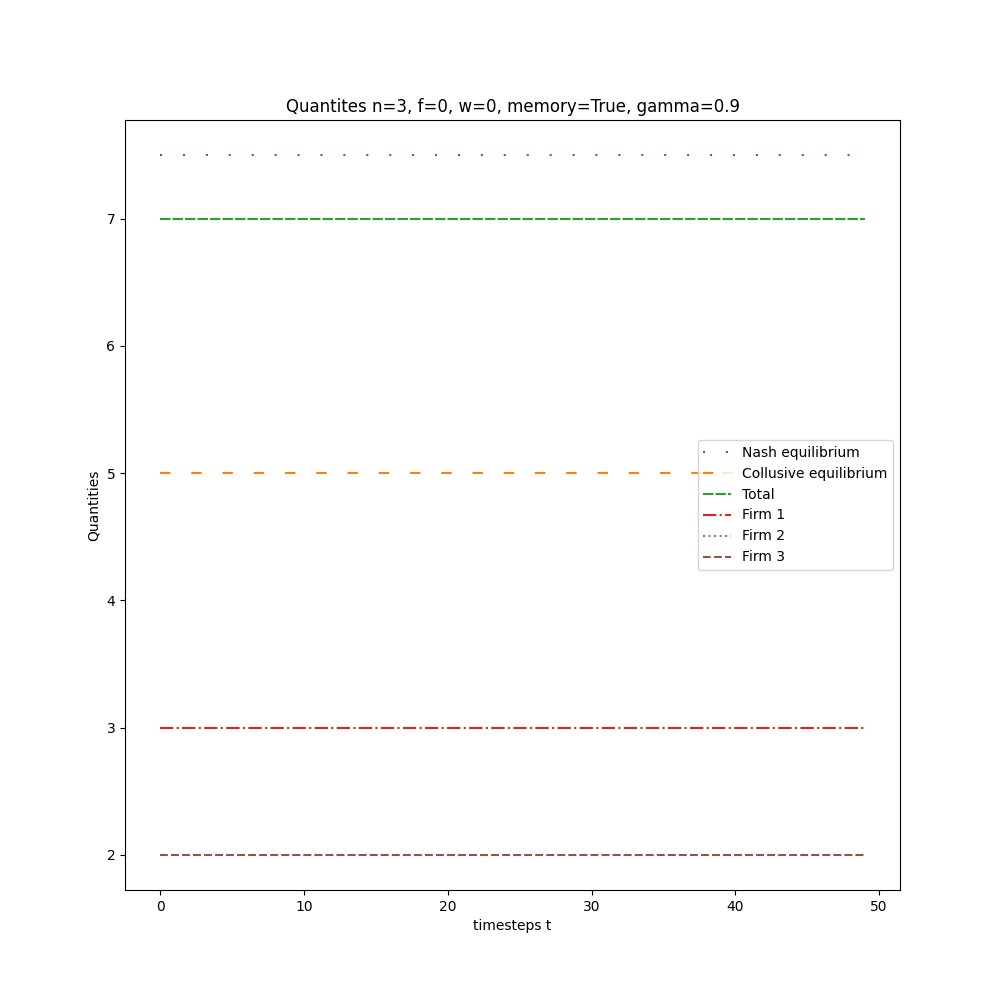 Quantites n=3, f=0, w=0, memory=True, gamma=0.9
7
6
5
4
3
2
Quantities
Nash equilibrium
Collusive equilibrium
Total
Firm 1
Firm 2
Firm 3
0 10 20 30 40 50
timesteps t